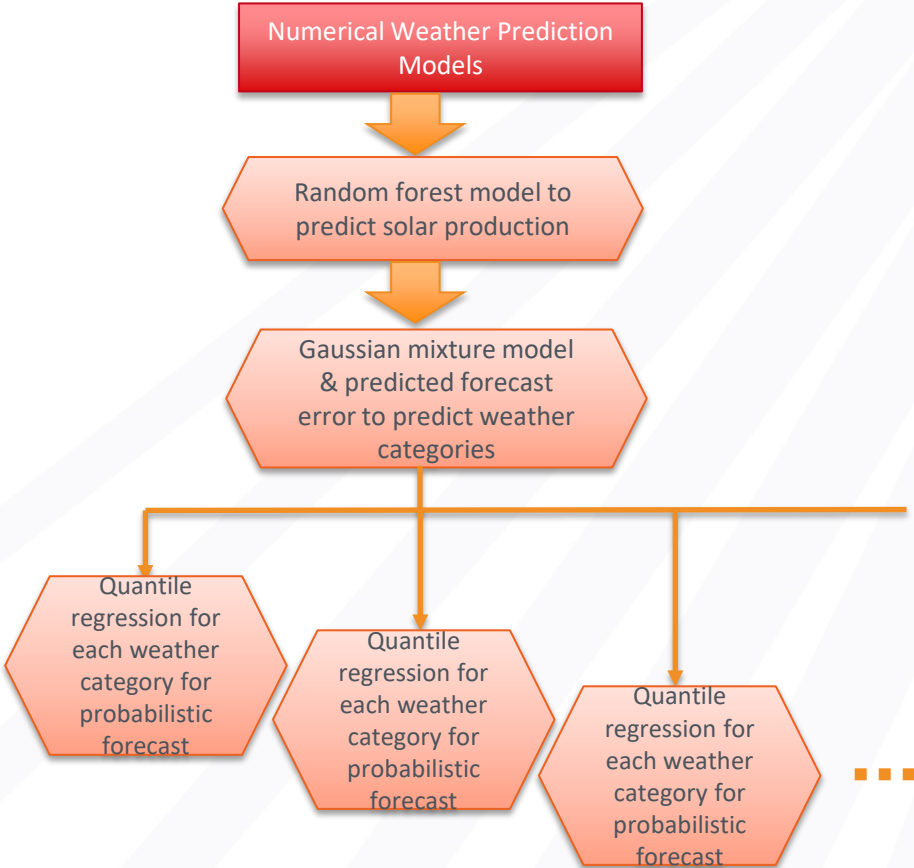 Numerical Weather Prediction
Models
Random forest model to
predict solar production
Gaussian mixture model
& predicted forecast
error to predict weather
categories
Quantile
regression for
each weather
category for
probabilistic
forecast
Quantile
regression for
each weather
category for
probabilistic
forecast
Quantile
regression for
each weather
category for
probabilistic
forecast